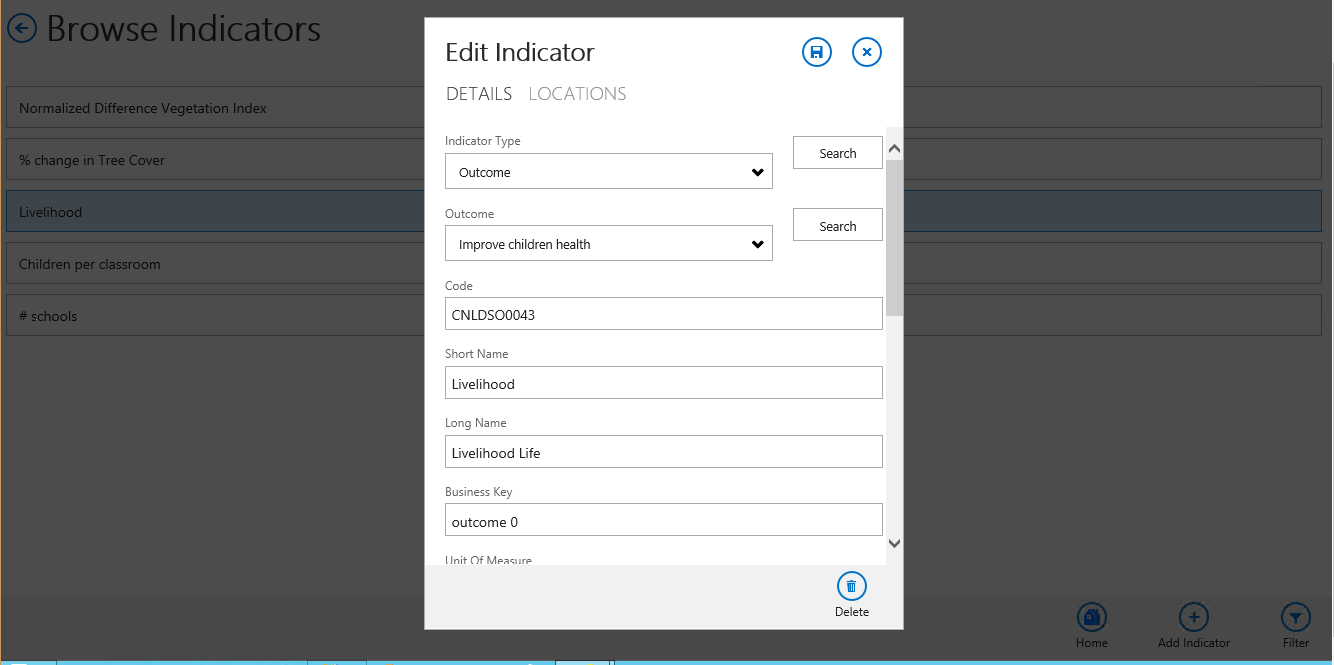 Browse Indicators
Normalized Difference Vegetation Index
% change in Tree Cover
Livelihood
Children per classroom
# schools
Edit Indicator
DETAILS LOCATIONS
Indicator Type
Outcome
Search
Outcome
Improve children health
Search
Code
CNLDSO0043
Short Name
Livelihood
Long Name
Livelihood Life
Business Key
outcome 0
Unit Of Measure
Delete
Home
Add Indicator
Filter